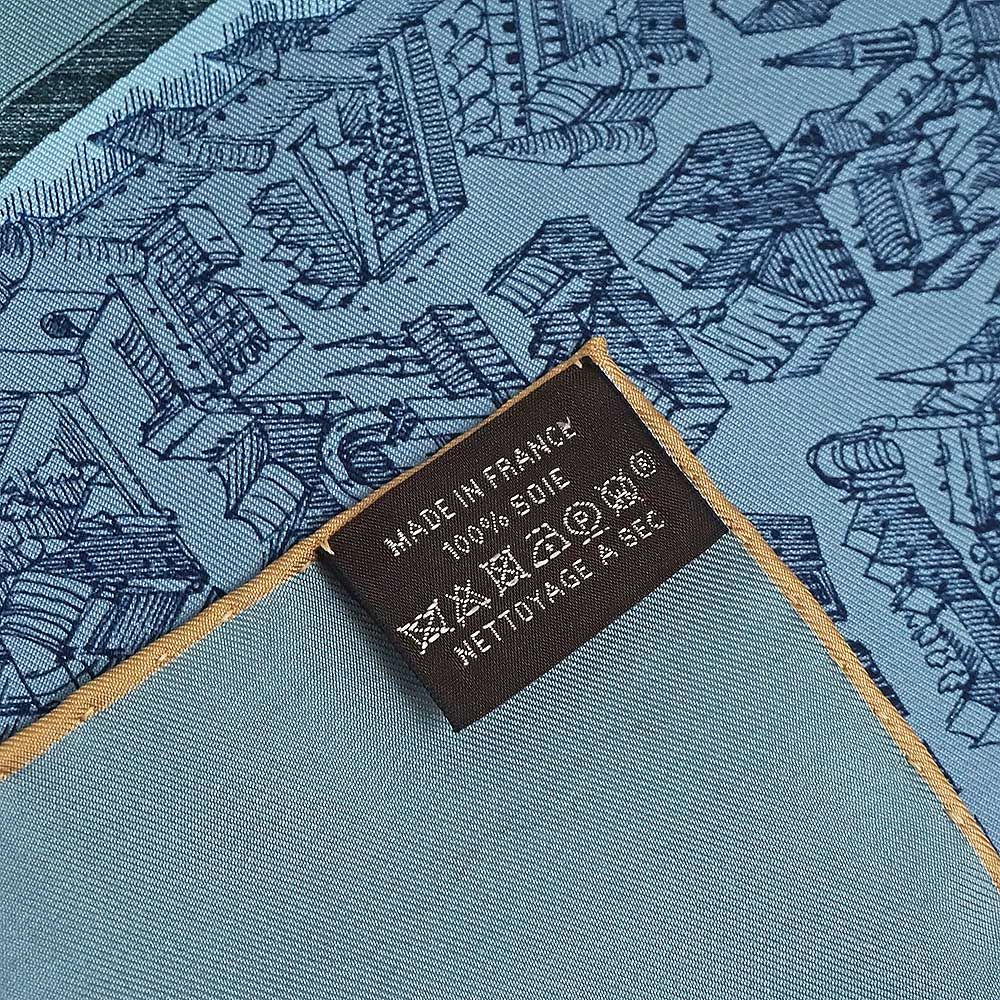 MADE IN FRANCE
100% SOIE
P W ®
NETTOYAGE A SEC